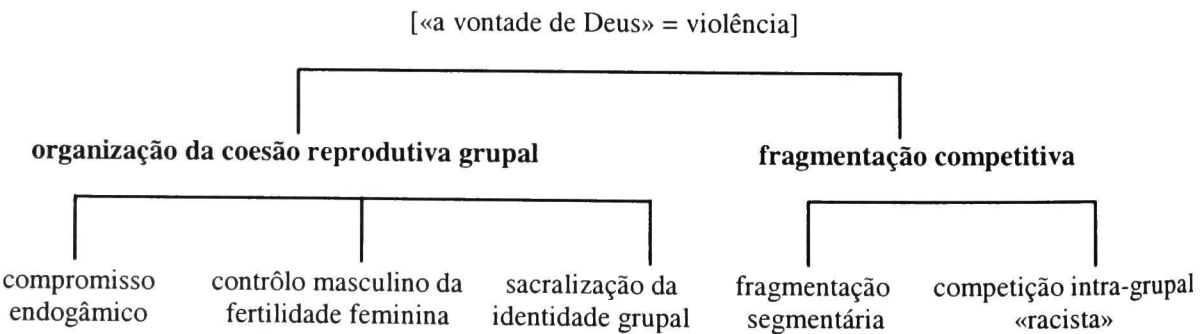 [«a vontade de Deus» = violência]
organização da coesão reprodutiva grupal
fragmentação competitiva
compromisso
endogâmico
contrôlo masculino da
fertilidade feminina
sacralização da
identidade grupal
fragmentação
segmentária
competição intra-grupal
«racista»